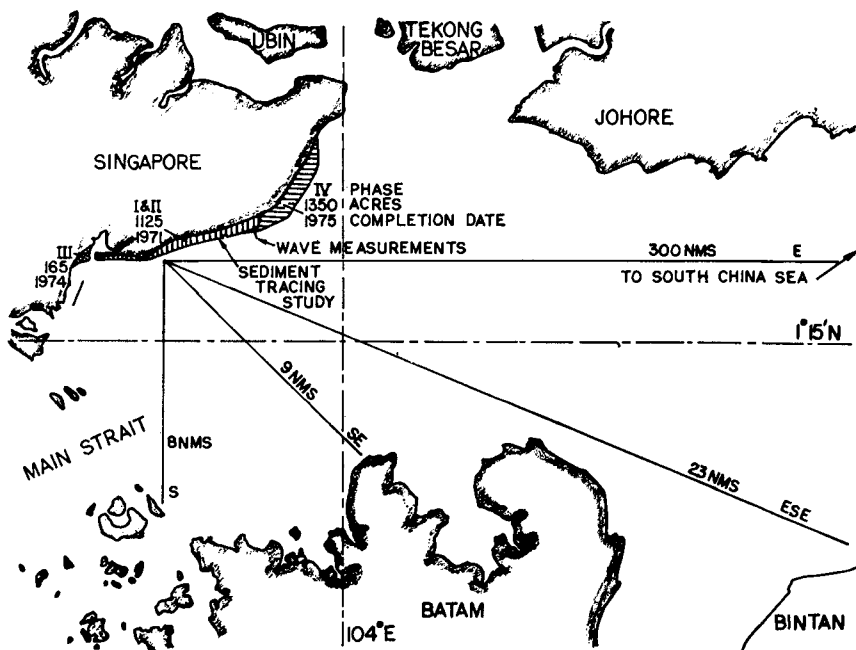 UBIN
TEKONG
BESAR
JOHORE
SINGAPORE
IV PHASE
1350 ACRES
1975 COMPLETION DATE
I&II
1125
1971
WAVE MEASUREMENTS
SEDIMENT
TRACING
STUDY
III
165
1974
300 NMS E
TO SOUTH CHINA SEA
1°15'N
9 NMS
SE
8NMS
S
MAIN STRAIT
23 NMS
ESE
BATAM
BINTAN
104°E